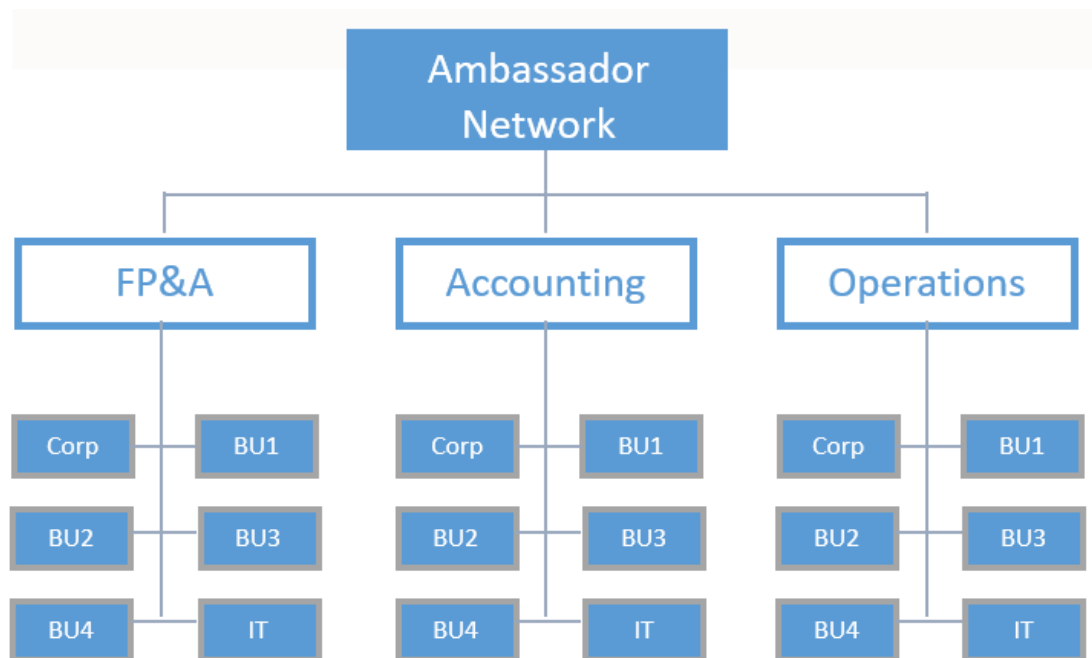 Ambassador
Network
FP&A
Accounting
Operations
Corp
BU1
Corp
BU1
Corp
BU1
BU2
BU3
BU2
BU3
BU2
BU3
BU4
IT
BU4
IT
BU4
IT